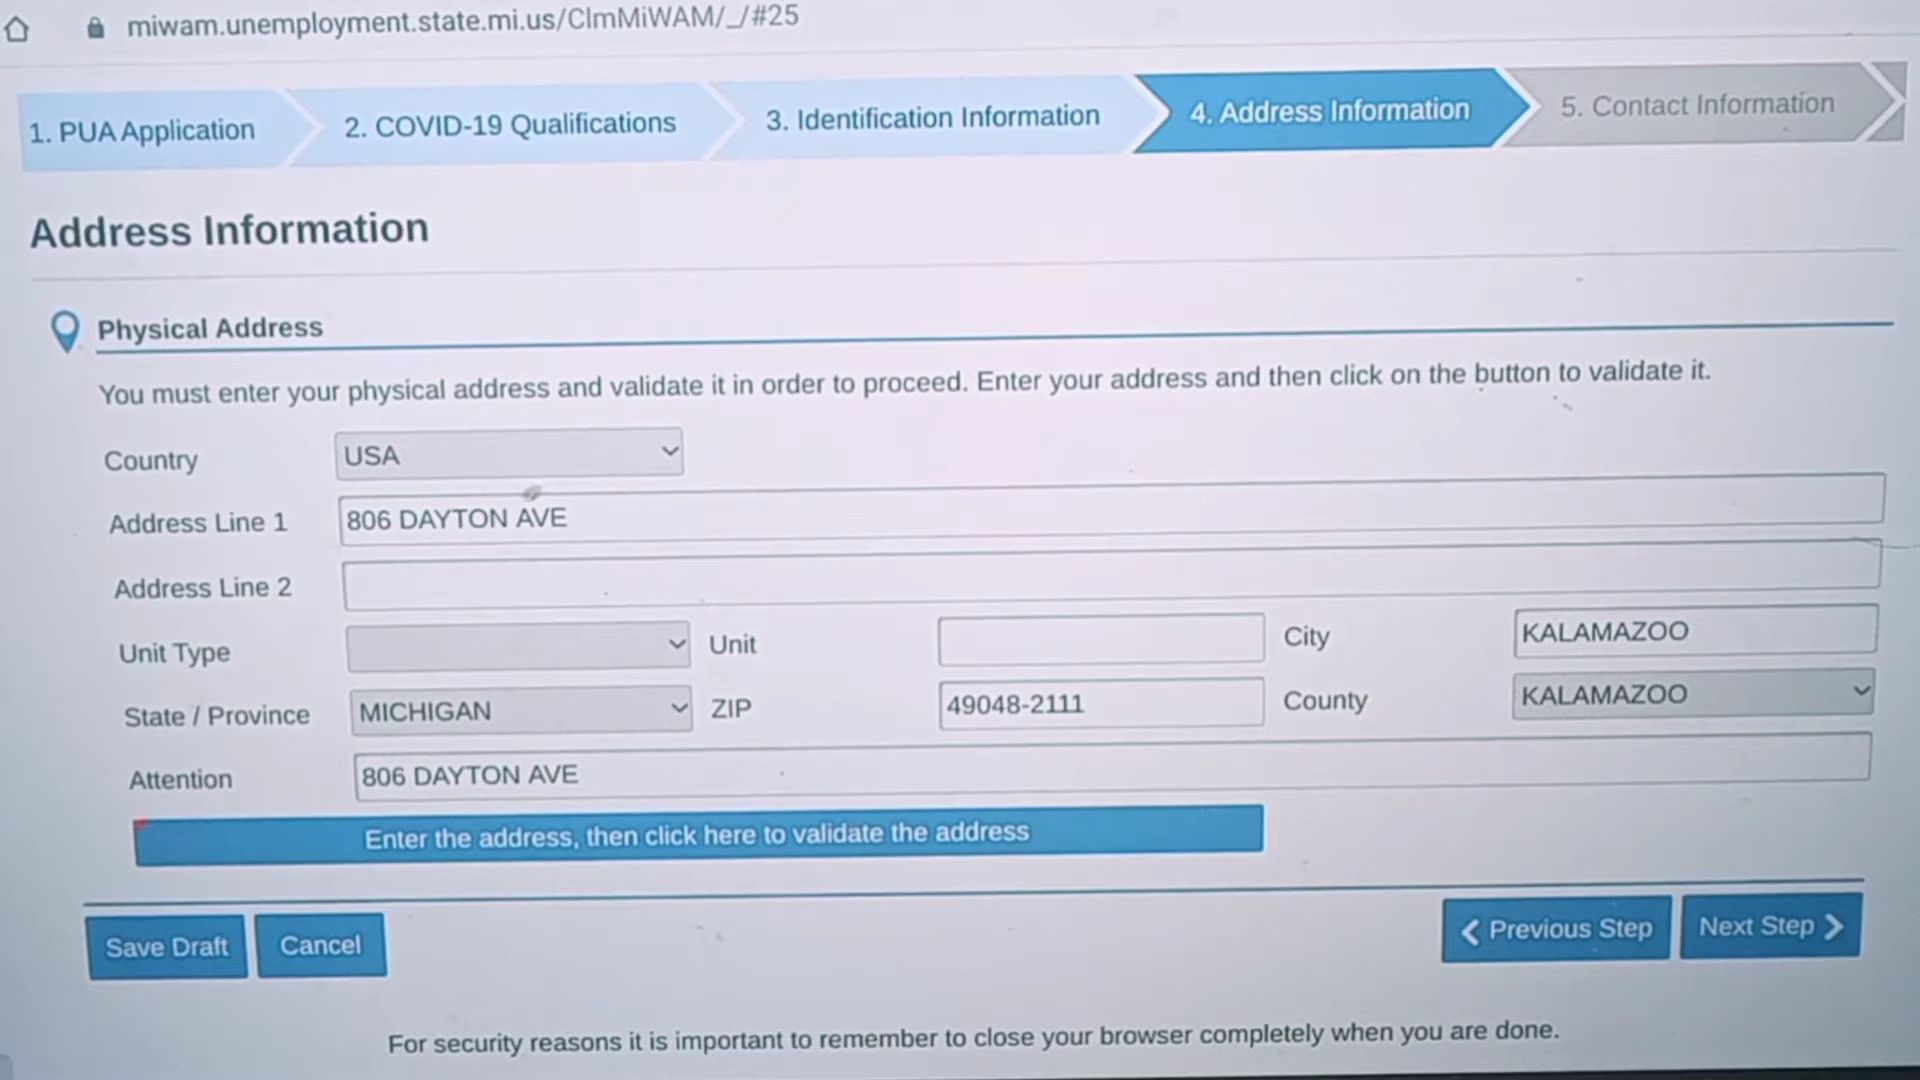 miwam.unemployment.state.mi.us/ClmMiWAM/_/#25
1. PUA Application 2. COVID-19 Qualifications 3. Identification Information 4. Address Information 5. Contact Information
Address Information
Physical Address
You must enter your physical address and validate it in order to proceed. Enter your address and then click on the button to validate it.
Country USA
Address Line 1 806 DAYTON AVE
Address Line 2
Unit Type Unit City KALAMAZOO
State / Province MICHIGAN ZIP 49048-2111 County KALAMAZOO
Attention 806 DAYTON AVE
Enter the address, then click here to validate the address
Save Draft Cancel Previous Step Next Step
For security reasons it is important to remember to close your browser completely when you are done.